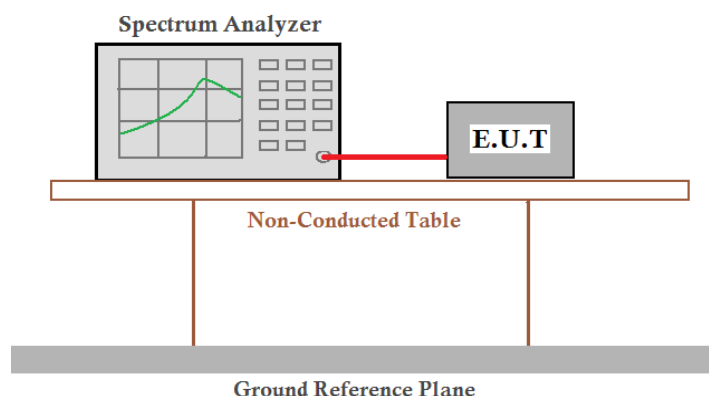 Spectrum Analyzer
E.U.T
Non-Conducted Table
Ground Reference Plane